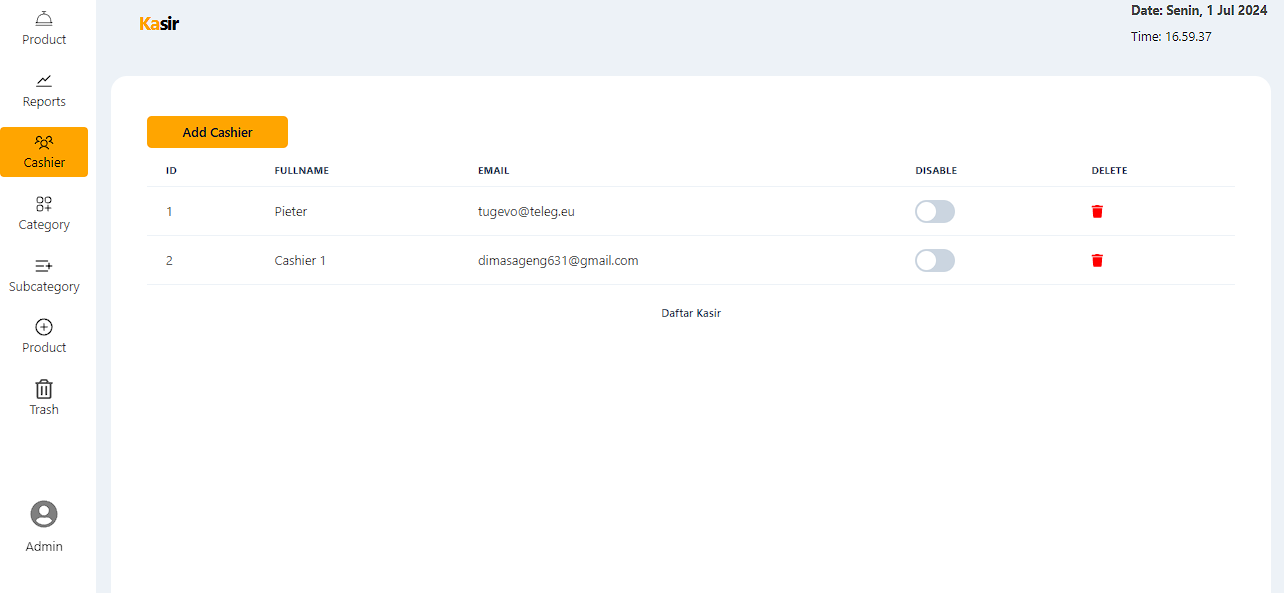 Product
Reports
Cashier
Category
Subcategory
Product
Trash
Admin
Kasir
Date: Senin, 1 Jul 2024
Time: 16.59.37
Add Cashier
ID FULLNAME EMAIL DISABLE DELETE
1 Pieter tugevo@teleg.eu
2 Cashier 1 dimasageng631@gmail.com
Daftar Kasir